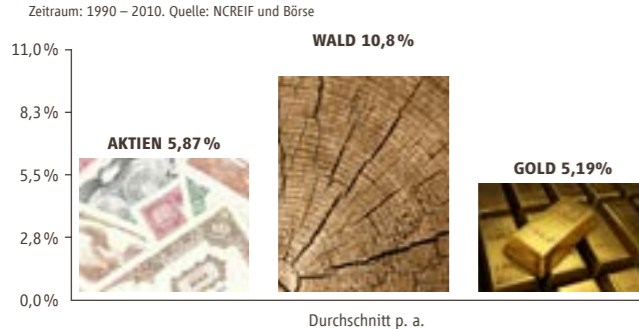 Zeitraum: 1990 – 2010. Quelle: NCREIF und Börse
WALD 10,8%
11,0%
8,3%
AKTIEN 5,87%
5,5%
GOLD 5,19%
2,8%
0,0%
Durchschnitt p. a.